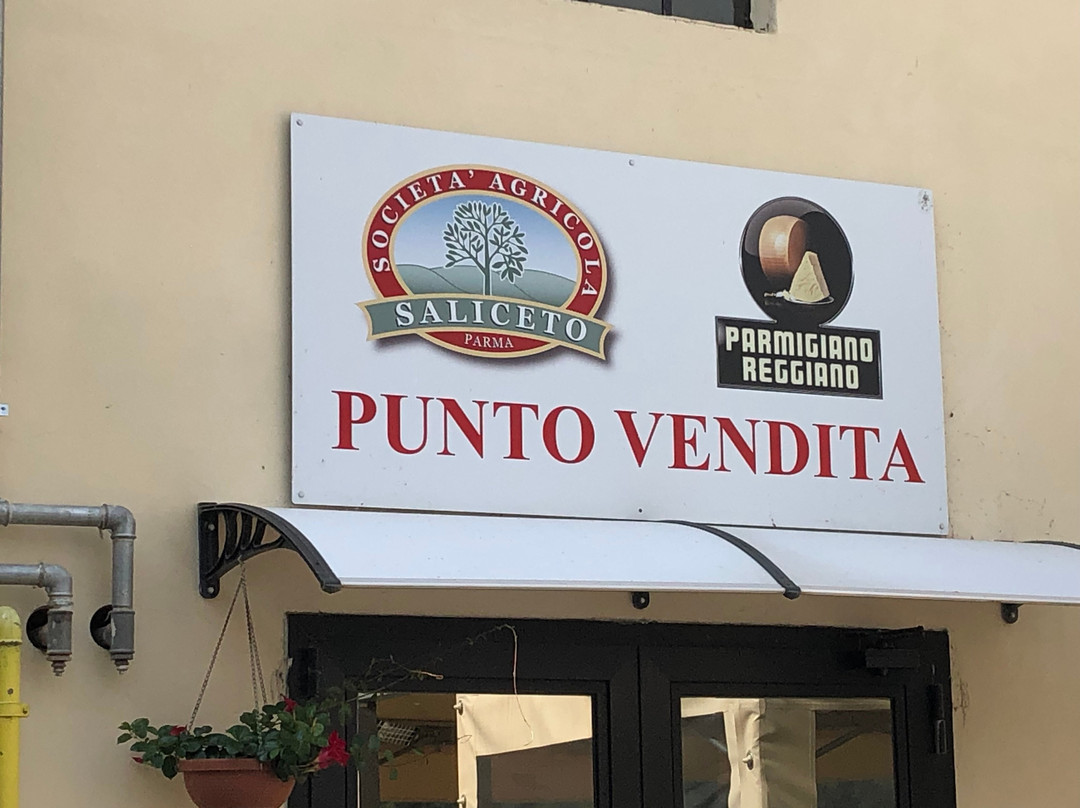 SOCIETA' AGRICOLA
SALICETO
PARMA
PARMIGIANO
REGGIANO
PUNTO VENDITA